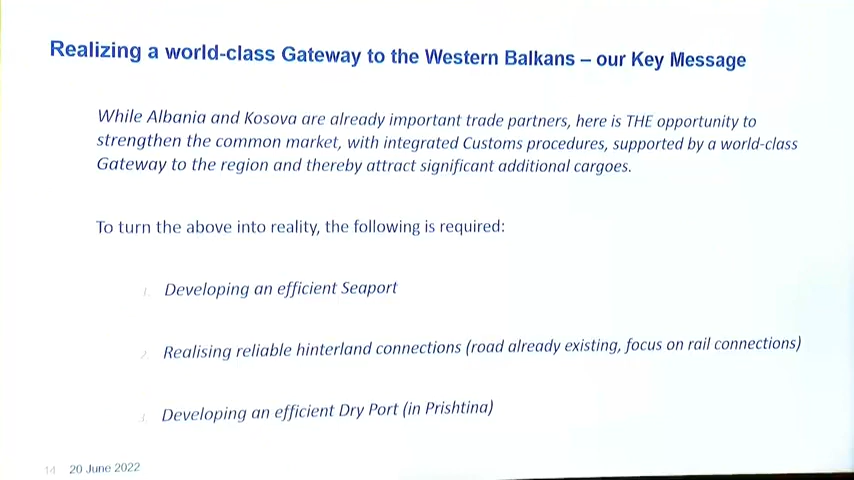 Realizing a world-class Gateway to the Western Balkans – our Key Message
While Albania and Kosova are already important trade partners, here is THE opportunity to
strengthen the common market, with integrated Customs procedures, supported by a world-class
Gateway to the region and thereby attract significant additional cargoes.
To turn the above into reality, the following is required:
1. Developing an efficient Seaport
2. Realising reliable hinterland connections (road already existing, focus on rail connections)
3. Developing an efficient Dry Port (in Prishtina)
14 20 June 2022